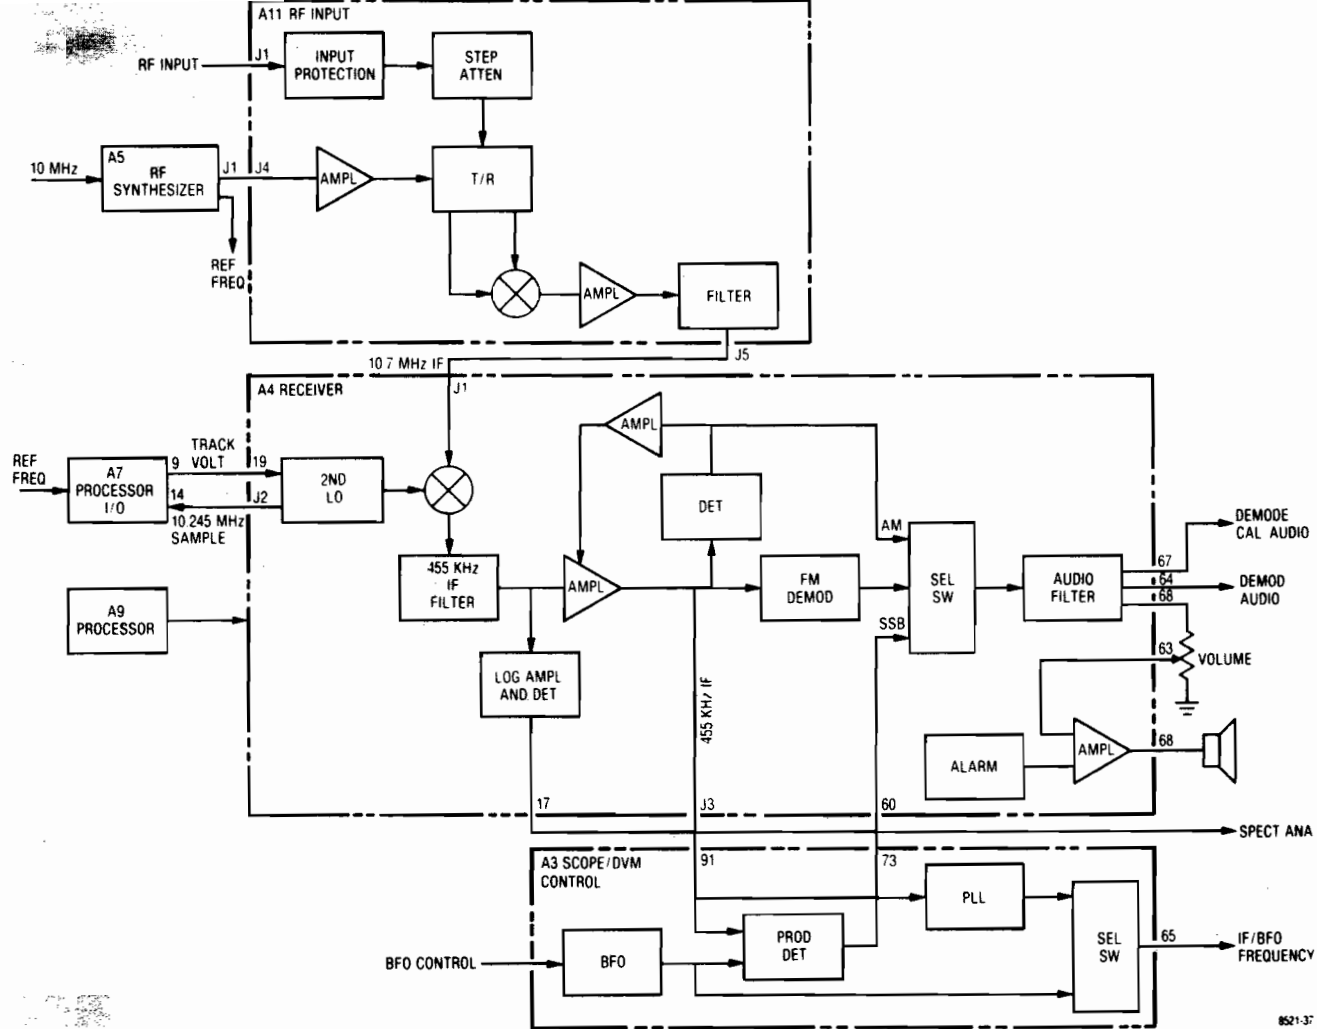 A11 RF INPUT
RF INPUT
J1
INPUT
PROTECTION
STEP
ATTEN
10 MHz
A5
RF
SYNTHESIZER
J1
J4
AMPL
T/R
REF
FREQ
AMPL
FILTER
J5
10 7 MHz IF
J1
A4 RECEIVER
AMPL
REF
FREQ
A7
PROCESSOR
I/O
9
TRACK
VOLT
19
14
J2
10 245 MHz
SAMPLE
2ND
LO
DET
AM
DEMODE
CAL AUDIO
455 KHz
IF
FILTER
AMPL
FM
DEMOD
SEL
SW
AUDIO
FILTER
67
64
68
DEMOD
AUDIO
A9
PROCESSOR
SSB
63
VOLUME
LOG AMPL
AND DET
455 KHz IF
ALARM
AMPL
68
17
J3
60
SPECT ANA
A3 SCOPE/DVM
CONTROL
91
73
PLL
BFO CONTROL
BFO
PROD
DET
SEL
SW
65
IF/BFO
FREQUENCY
8521-37